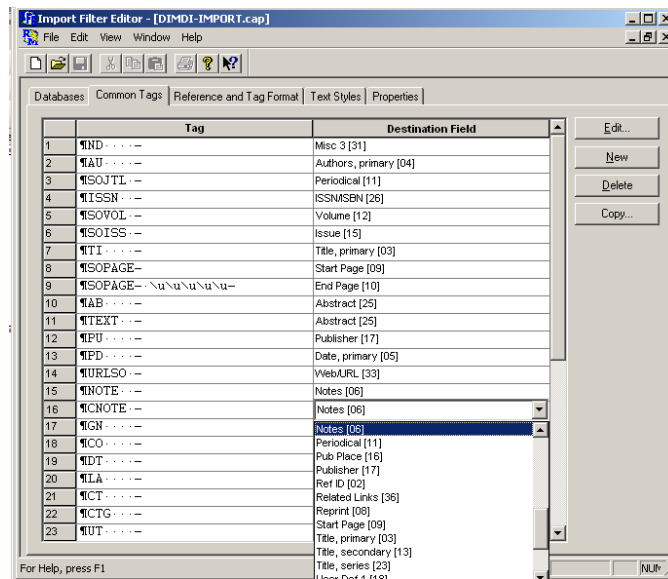 Import Filter Editor - [DIMDI-IMPORT.cap]
File Edit View Window Help
Databases Common Tags Reference and Tag Format Text Styles Properties
Tag Destination Field
1 ¶ND····– Misc 3 [31]
2 ¶AU····– Authors, primary [04]
3 ¶SOJTL·– Periodical [11]
4 ¶ISSN··– ISSN/ISBN [26]
5 ¶SOVOL·– Volume [12]
6 ¶SOISS·– Issue [15]
7 ¶TI····– Title, primary [03]
8 ¶SOPAGE– Start Page [09]
9 ¶SOPAGE–·\u\u\u\u\u– End Page [10]
10 ¶AB····– Abstract [25]
11 ¶TEXT··– Abstract [25]
12 ¶PU····– Publisher [17]
13 ¶PD····– Date, primary [05]
14 ¶URLSO·– Web/URL [33]
15 ¶NOTE··– Notes [06]
16 ¶CNOTE·– Notes [06]
17 ¶GN····–
18 ¶CO····–
19 ¶DT····–
20 ¶LA····–
21 ¶CT····–
22 ¶CTG···–
23 ¶UT····–
Notes [06]
Periodical [11]
Pub Place [16]
Publisher [17]
Ref ID [02]
Related Links [36]
Reprint [08]
Start Page [09]
Title, primary [03]
Title, secondary [13]
Title, series [23]
User Def 1 [18]
Edit...
New
Delete
Copy...
For Help, press F1
NUM